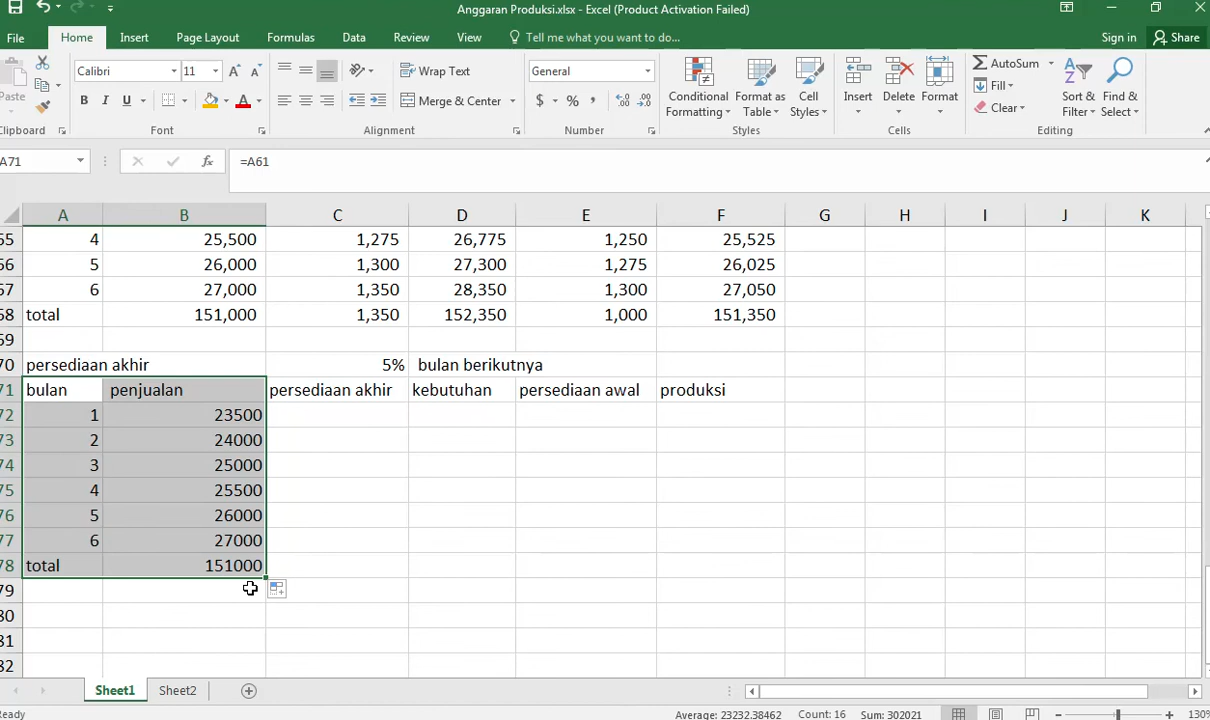 Anggaran Produksi.xlsx - Excel (Product Activation Failed)
File Home Insert Page Layout Formulas Data Review View Tell me what you want to do... Sign in Share
Calibri 11 Wrap Text General AutoSum
Paste Conditional Formatting Format as Table Cell Styles Insert Delete Format Fill Sort & Filter Find & Select
B I U Merge & Center $ % , Clear
Clipboard Font Alignment Number Styles Cells Editing
A71 fx =A61
A B C D E F G H I J K
65 4 25,500 1,275 26,775 1,250 25,525
66 5 26,000 1,300 27,300 1,275 26,025
67 6 27,000 1,350 28,350 1,300 27,050
68 total 151,000 1,350 152,350 1,000 151,350
69
70 persediaan akhir 5% bulan berikutnya
71 bulan penjualan persediaan akhir kebutuhan persediaan awal produksi
72 1 23500
73 2 24000
74 3 25000
75 4 25500
76 5 26000
77 6 27000
78 total 151000
79
80
81
82
Sheet1 Sheet2
Ready Average: 23232.38462 Count: 16 Sum: 302021 130%